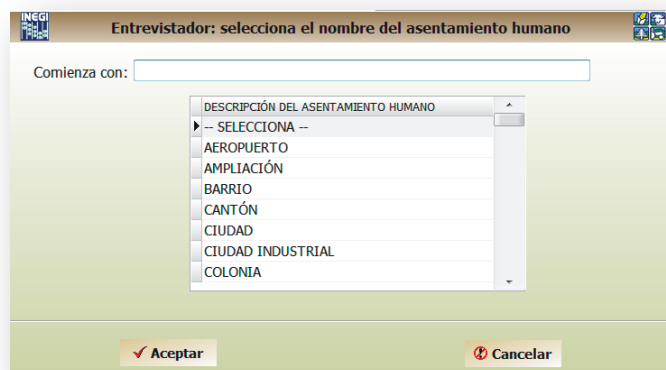 INEGI
Entrevistador: selecciona el nombre del asentamiento humano
Comienza con:
DESCRIPCIÓN DEL ASENTAMIENTO HUMANO
-- SELECCIONA --
AEROPUERTO
AMPLIACIÓN
BARRIO
CANTÓN
CIUDAD
CIUDAD INDUSTRIAL
COLONIA
Aceptar
Cancelar